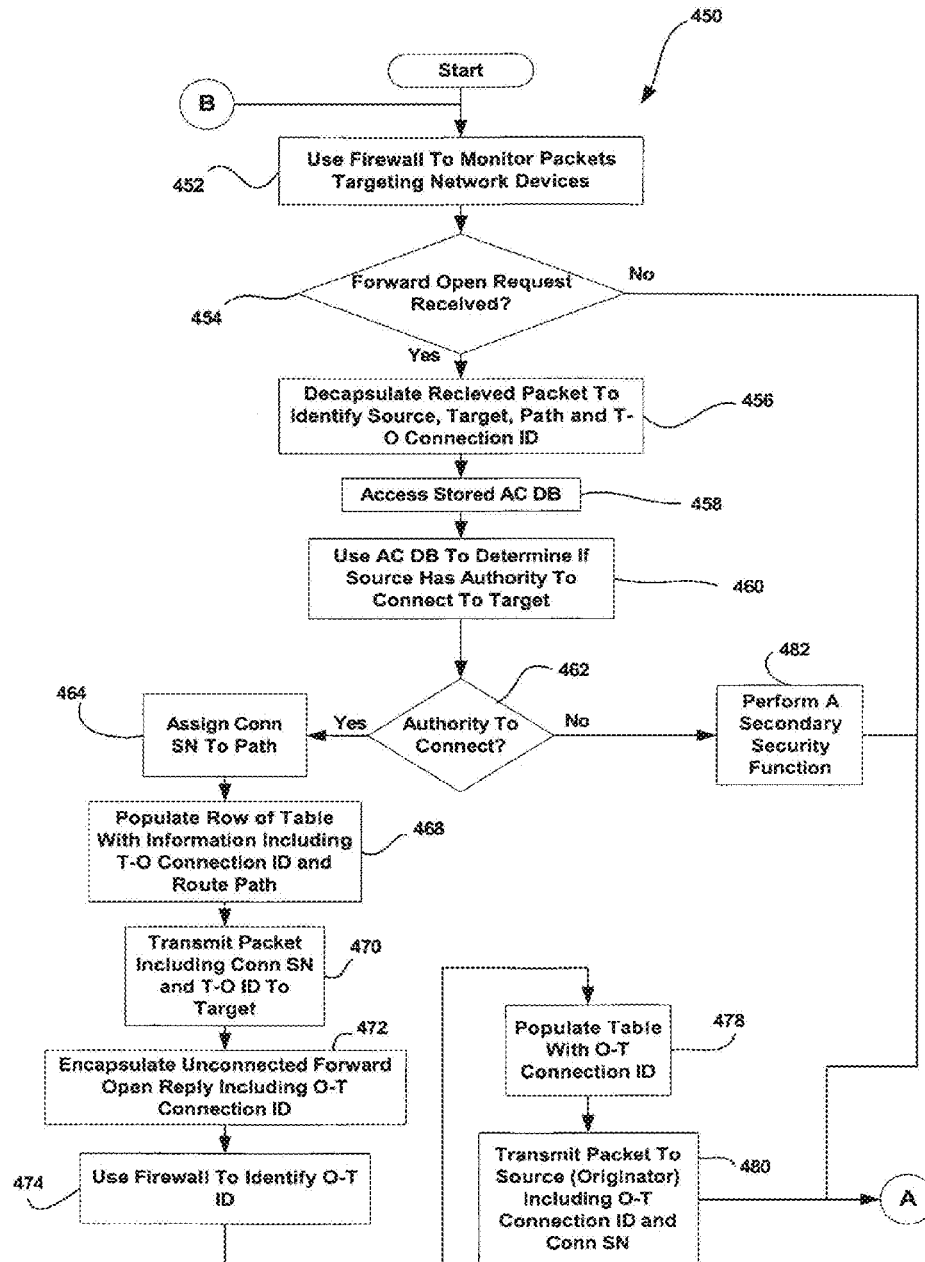 450
Start
B
Use Firewall To Monitor Packets
Targeting Network Devices
452
Forward Open Request
Received?
No
454
Yes
Decapsulate Recieved Packet To
Identify Source, Target, Path and T-
O Connection ID
456
Access Stored AC DB
458
Use AC DB To Determine If
Source Has Authority To
Connect To Target
460
462
482
464
Assign Conn
SN To Path
Yes
Authority To
Connect?
No
Perform A
Secondary
Security
Function
Populate Row of Table
With Information Including
T-O Connection ID and
Route Path
468
Transmit Packet
Including Conn SN
and T-O ID To
Target
470
472
Encapsulate Unconnected Forward
Open Reply Including O-T
Connection ID
474
Use Firewall To Identify O-T
ID
Populate Table
With O-T
Connection ID
478
Transmit Packet To
Source (Originator)
Including O-T
Connection ID and
Conn SN
480
A